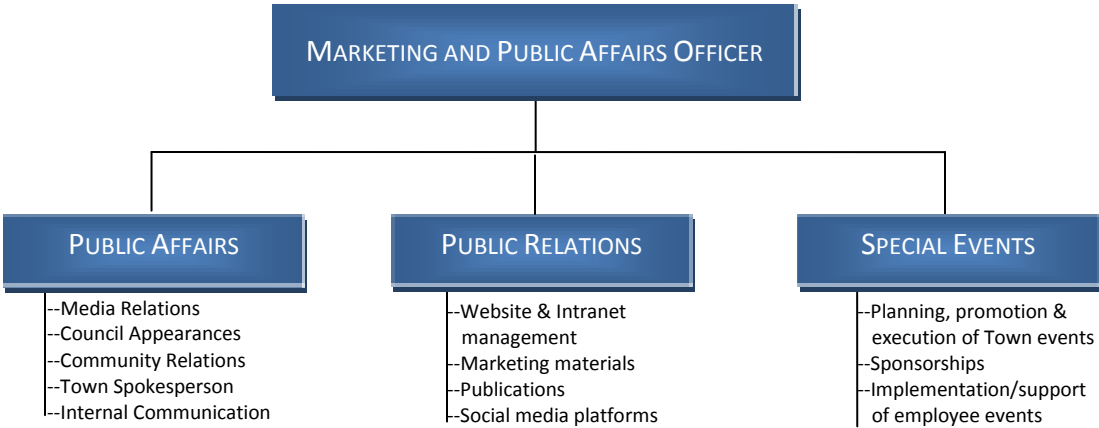 MARKETING AND PUBLIC AFFAIRS OFFICER
PUBLIC AFFAIRS
--Media Relations
--Council Appearances
--Community Relations
--Town Spokesperson
--Internal Communication
PUBLIC RELATIONS
--Website & Intranet
management
--Marketing materials
--Publications
--Social media platforms
SPECIAL EVENTS
--Planning, promotion &
execution of Town events
--Sponsorships
--Implementation/support
of employee events